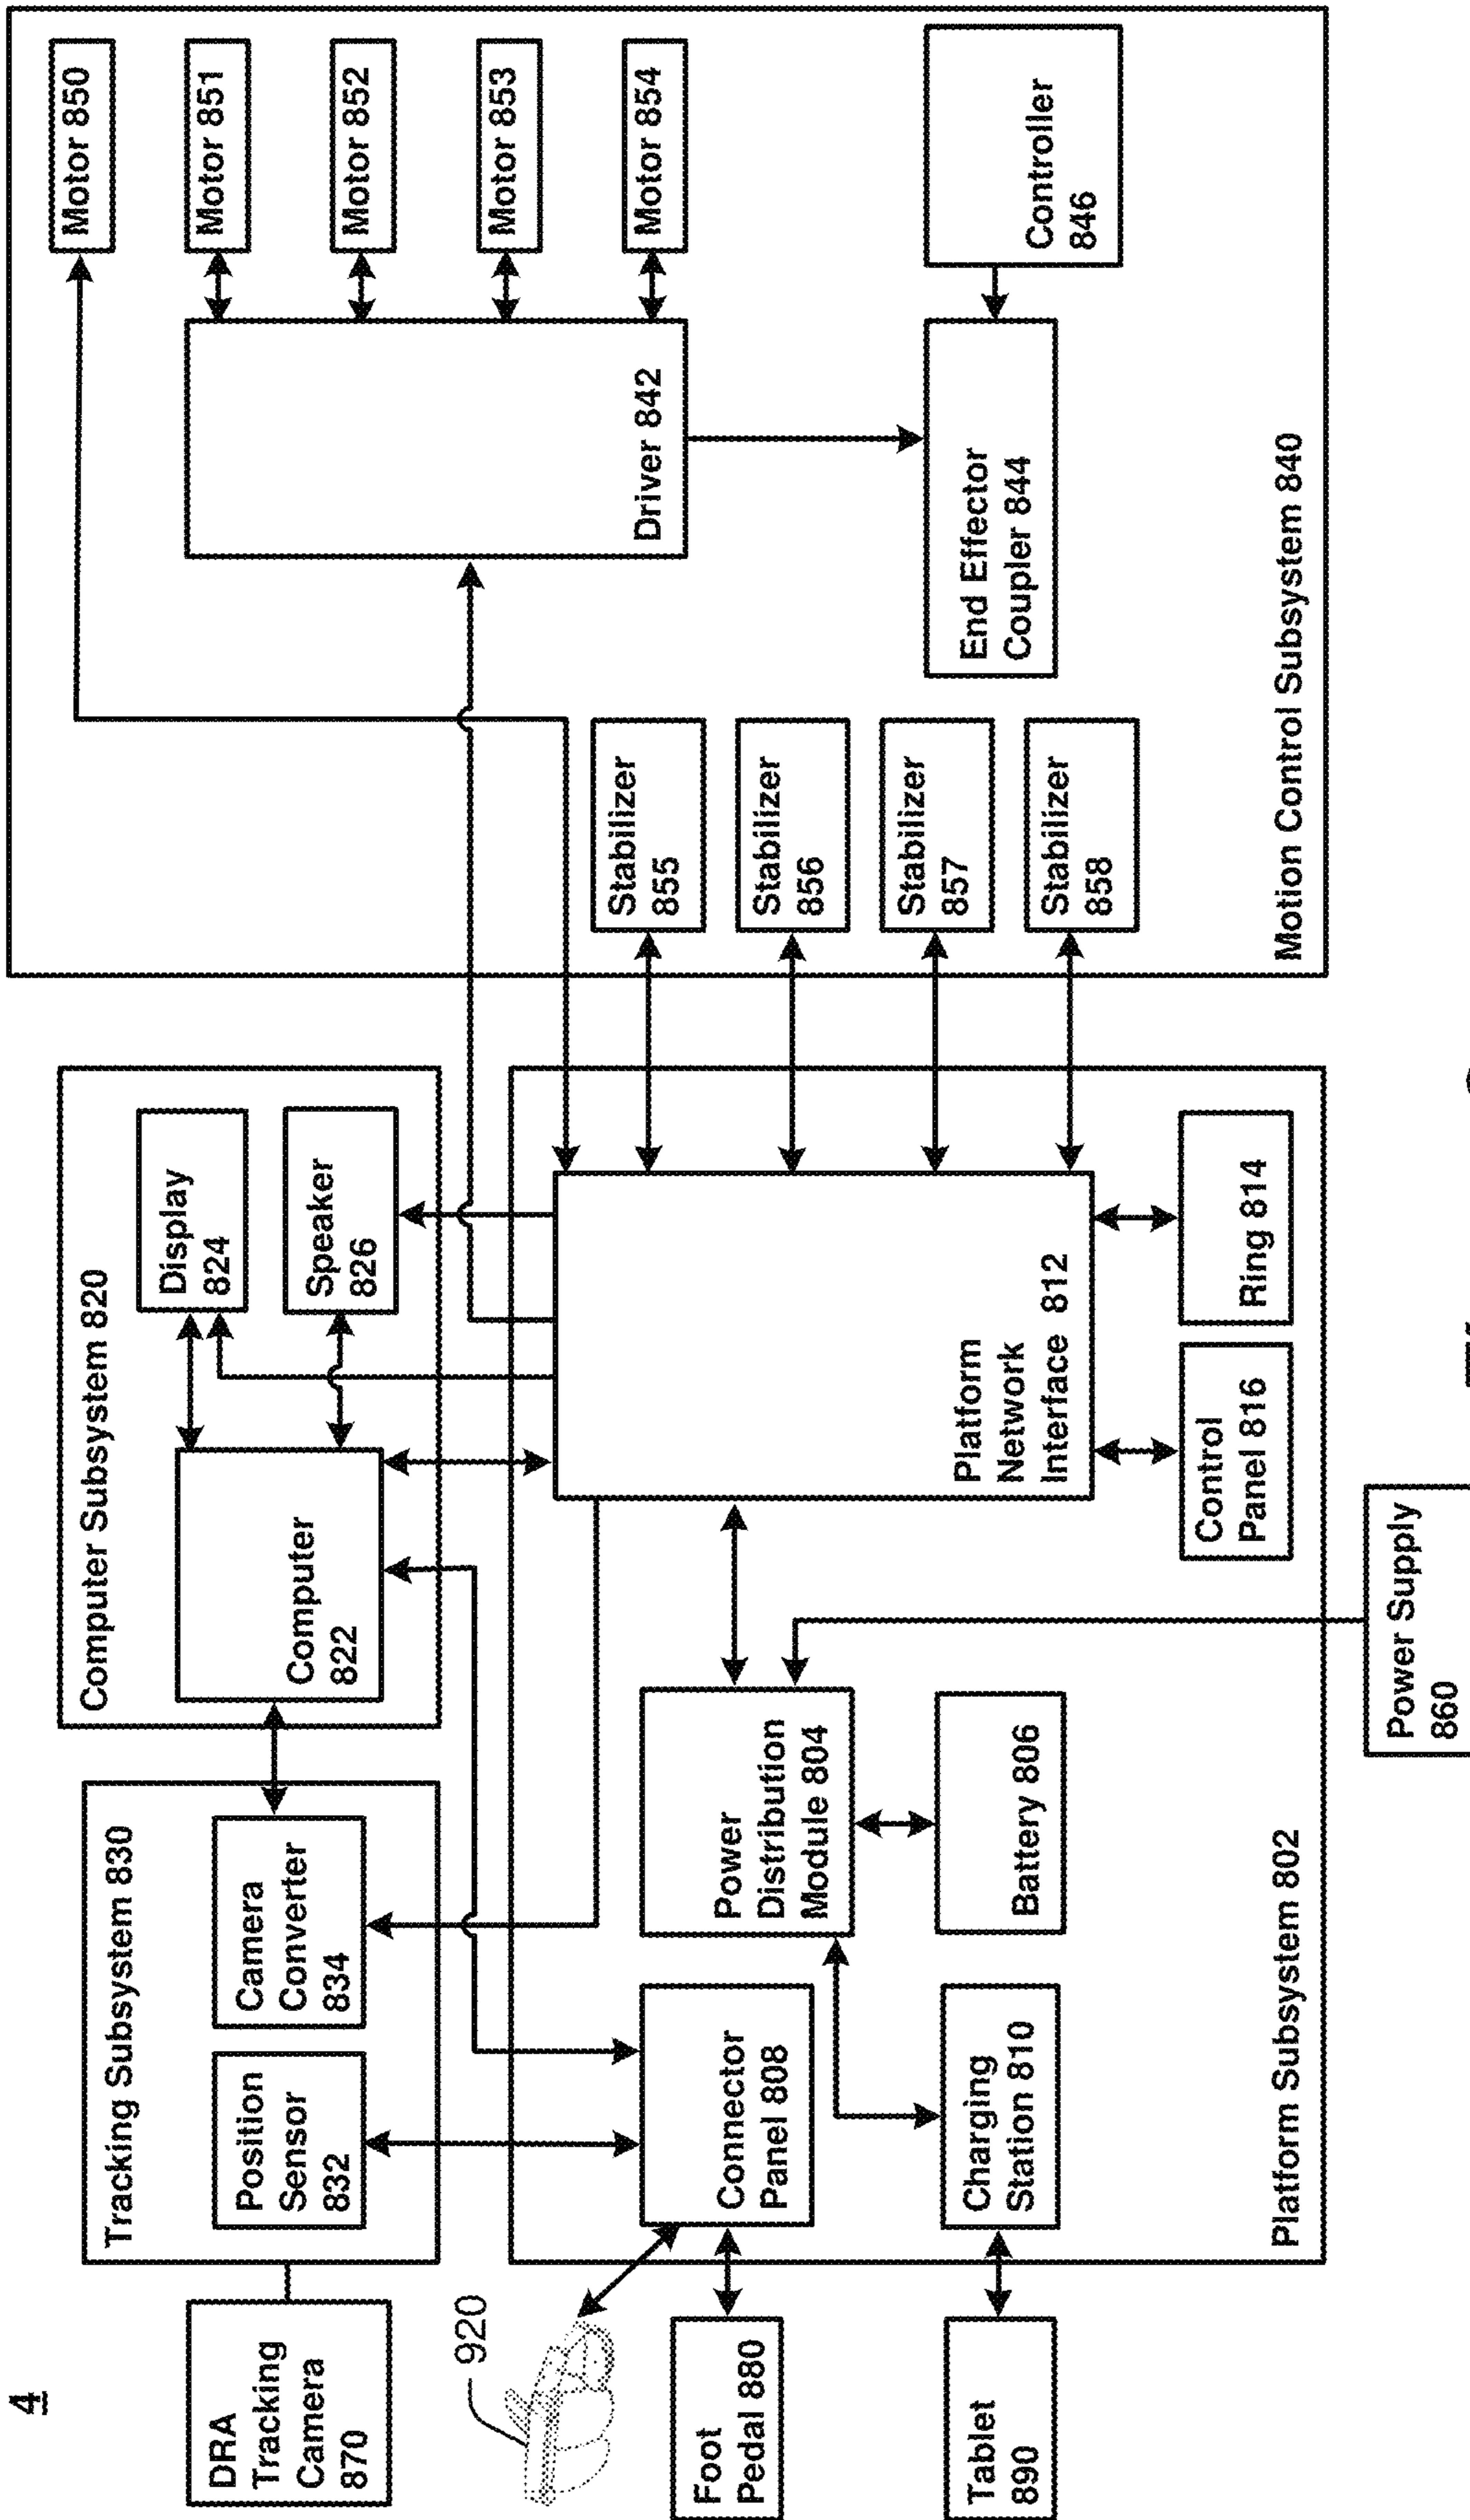 4
DRA
Tracking
Camera
870
920
Foot
Pedal 880
Tablet
890
Tracking Subsystem 830
Position
Sensor
832
Camera
Converter
834
Computer Subsystem 820
Computer
822
Display
824
Speaker
826
Platform Subsystem 802
Connector
Panel 808
Charging
Station 810
Power
Distribution
Module 804
Battery 806
Platform
Network
Interface 812
Control
Panel 816
Ring 814
Power Supply
860
Motion Control Subsystem 840
Stabilizer
855
Stabilizer
856
Stabilizer
857
Stabilizer
858
Driver 842
End Effector
Coupler 844
Controller
846
Motor 850
Motor 851
Motor 852
Motor 853
Motor 854